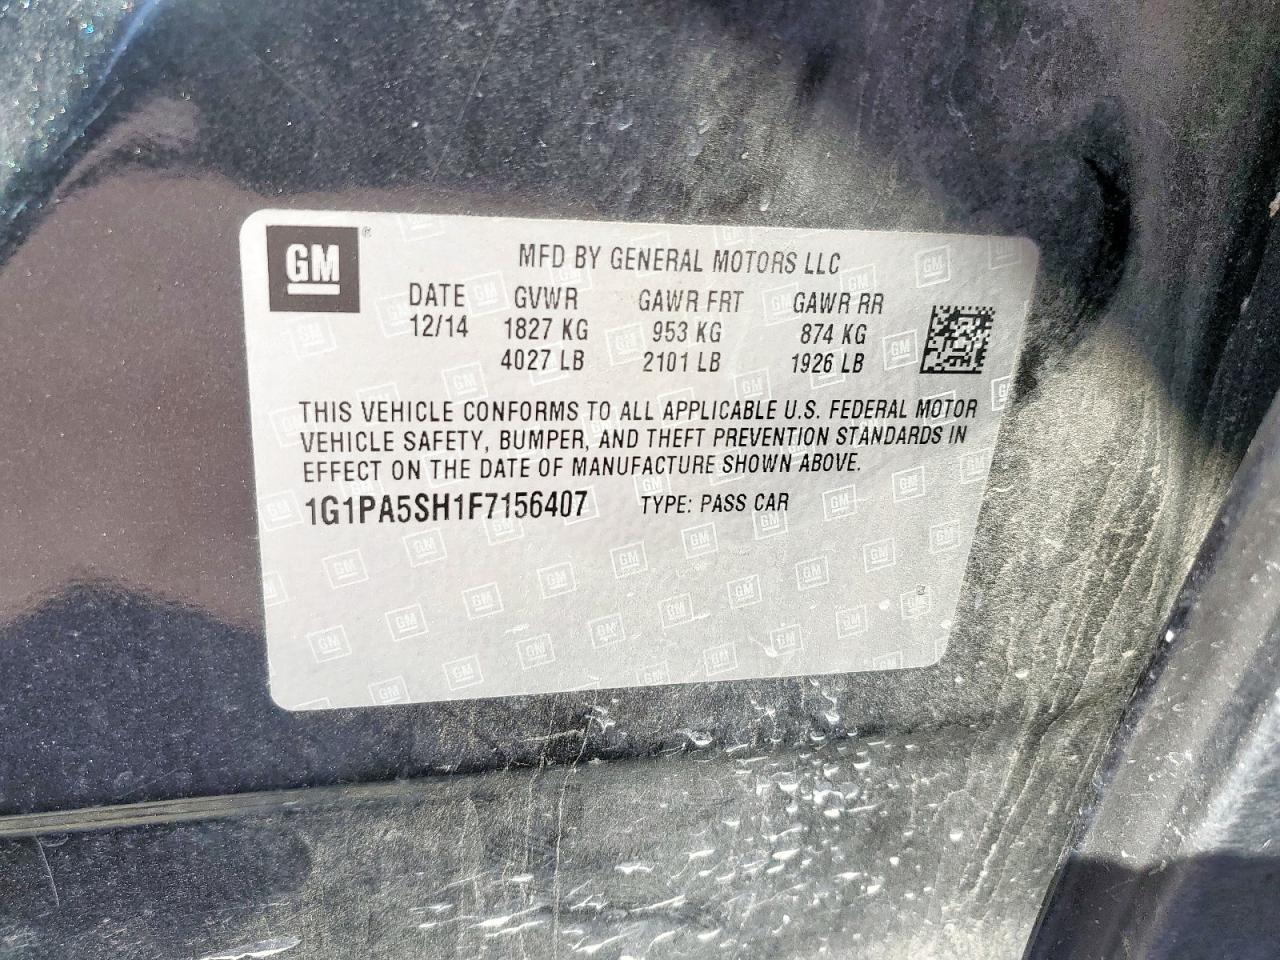 GM ®
MFD BY GENERAL MOTORS LLC
DATE GVWR GAWR FRT GAWR RR
12/14 1827 KG 953 KG 874 KG
4027 LB 2101 LB 1926 LB
THIS VEHICLE CONFORMS TO ALL APPLICABLE U.S. FEDERAL MOTOR
VEHICLE SAFETY, BUMPER, AND THEFT PREVENTION STANDARDS IN
EFFECT ON THE DATE OF MANUFACTURE SHOWN ABOVE.
1G1PA5SH1F7156407 TYPE: PASS CAR